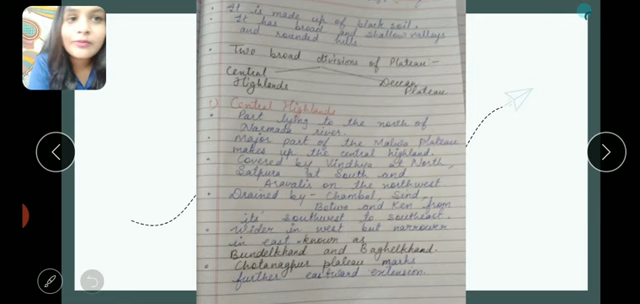 • It is made up of black soil.
• It has broad and shallow valleys
and rounded hills
• Two broad divisions of Plateau :-
Central Deccan
Highlands Plateau
1) Central Highlands
• Part lying to the north of
Narmada river.
• Major part of the Malwa Plateau
makes up the central highland.
• Covered by Vindhya at North,
Satpura at South and
Aravalis on the northwest
• Drained by - Chambal, Sind,
Betwa and Ken from
its southwest to southeast.
• Wider in west but narrower
in east known as
Bundelkhand and Baghelkhand.
• Chotanagpur plateau marks
further eastward extension.